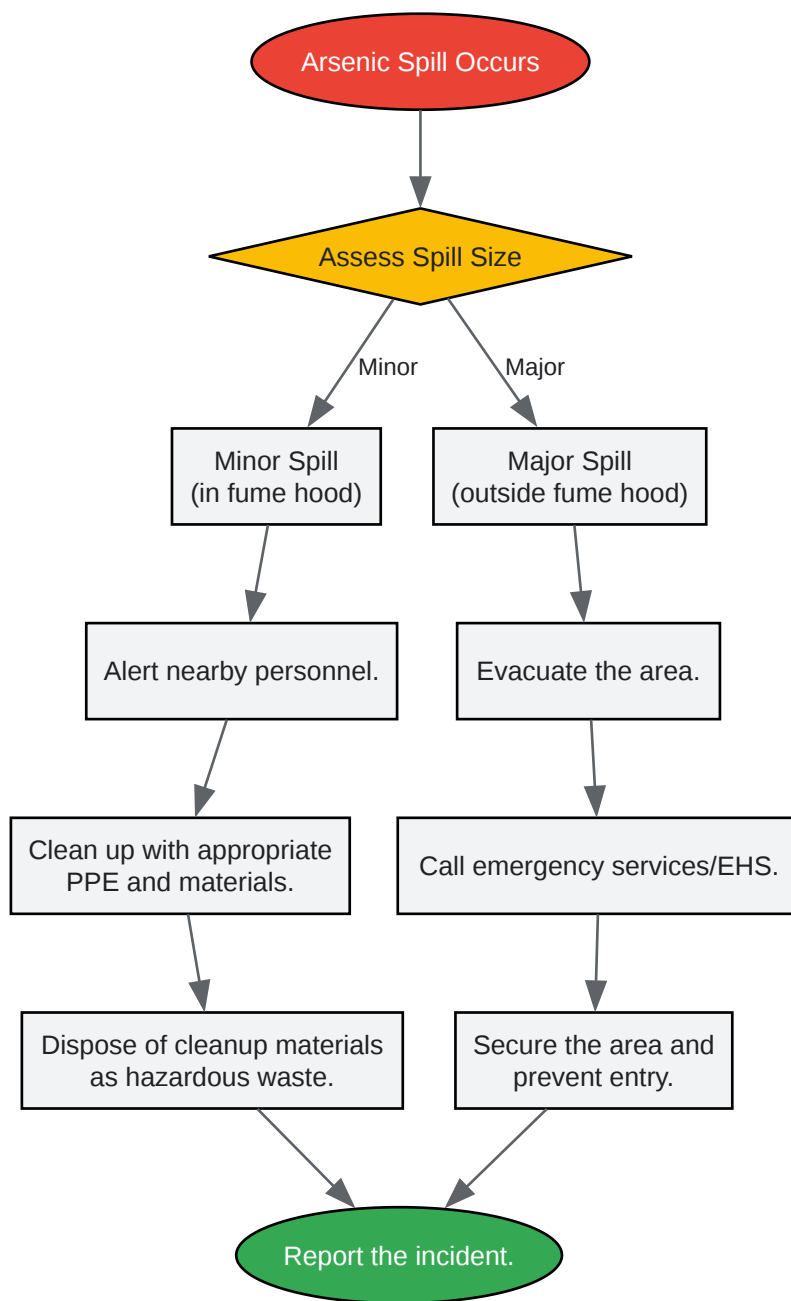 Arsenic Spill Occurs
Assess Spill Size
Minor
Major
Minor Spill
(in fume hood)
Major Spill
(outside fume hood)
Alert nearby personnel.
Evacuate the area.
Clean up with appropriate
PPE and materials.
Call emergency services/EHS.
Dispose of cleanup materials
as hazardous waste.
Secure the area and
prevent entry.
Report the incident.